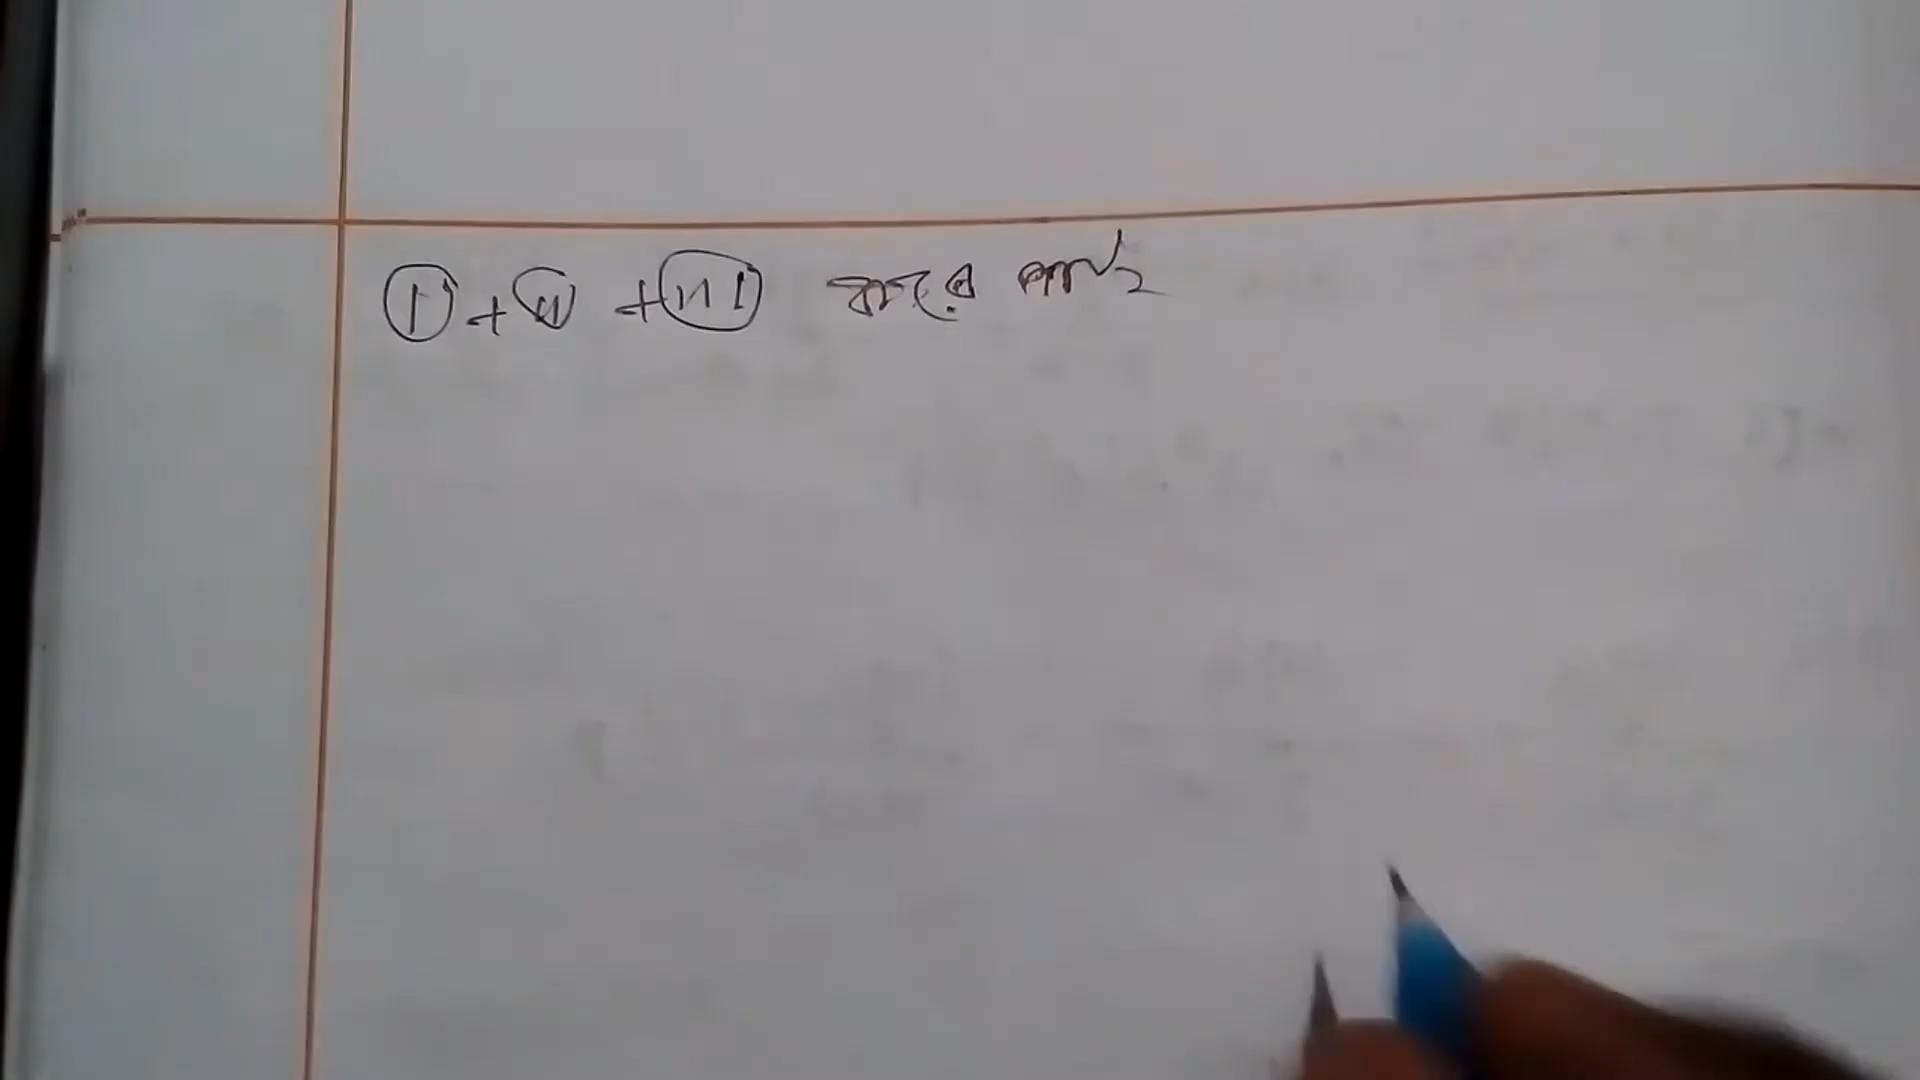 (i) + (ii) + (iii) করে পাই,